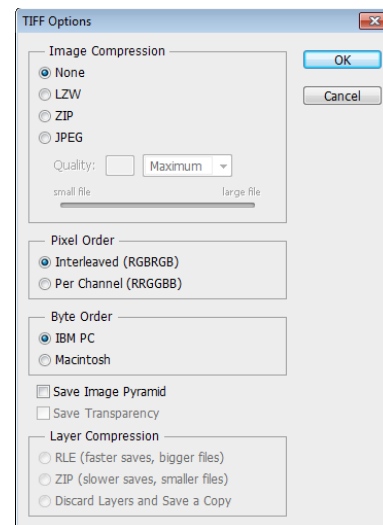 TIFF Options
Image Compression
None
LZW
ZIP
JPEG
Quality: Maximum
small file large file
OK
Cancel
Pixel Order
Interleaved (RGBRGB)
Per Channel (RRGGBB)
Byte Order
IBM PC
Macintosh
Save Image Pyramid
Save Transparency
Layer Compression
RLE (faster saves, bigger files)
ZIP (slower saves, smaller files)
Discard Layers and Save a Copy